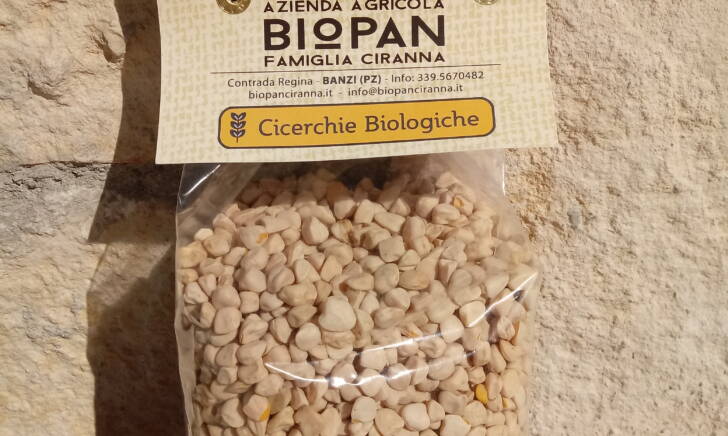 AZIENDA AGRICOLA
BIOPAN
FAMIGLIA CIRANNA
Contrada Regina - BANZI (PZ) - Info: 339.5670482
biopanciranna.it - info@biopanciranna.it
Cicerchie Biologiche